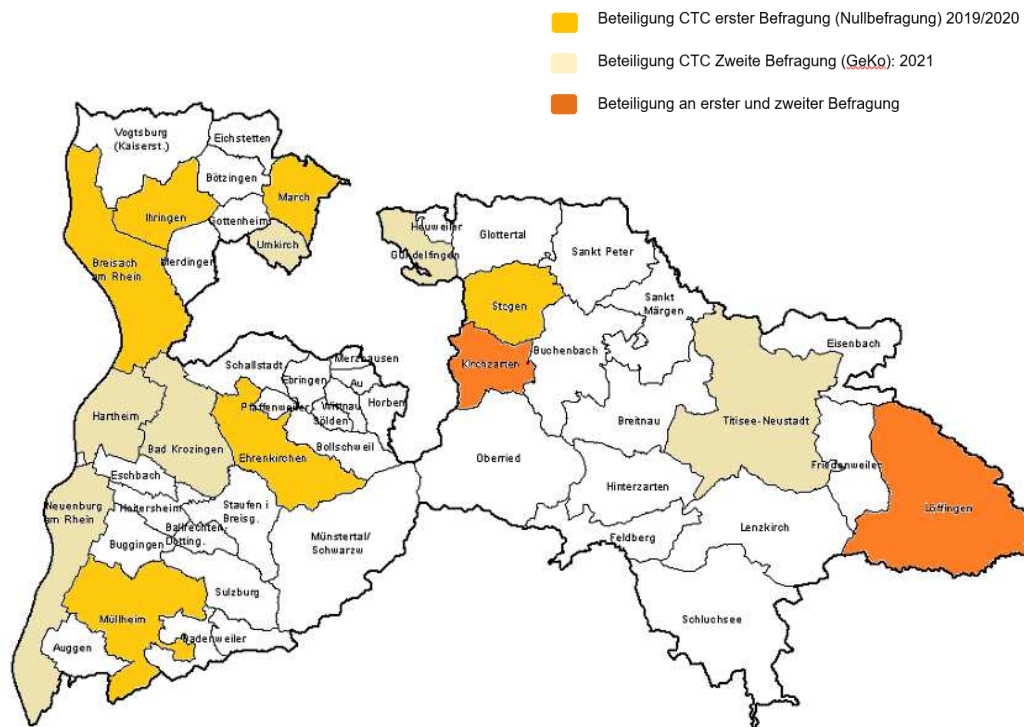 Beteiligung CTC erster Befragung (Nullbefragung) 2019/2020
Beteiligung CTC Zweite Befragung (GeKo): 2021
Beteiligung an erster und zweiter Befragung
Vogtsburg
(Kaiserst.)
Eichstetten
Bötzingen
March
Ihringen
Gottenheim
Umkirch
Breisach
am Rhein
Merdingen
Heuweiler
Gundelfingen
Glottertal
Sankt Peter
Stegen
Sankt
Märgen
Kirchzarten
Buchenbach
Eisenbach
Schallstadt
Merzhausen
Ebringen
Au
Horben
Pfaffenweiler
Wittnau
Sölden
Hartheim
Bad Krozingen
Ehrenkirchen
Bollschweil
Breitnau
Titisee-Neustadt
Oberried
Friedenweiler
Eschbach
Neuenburg
am Rhein
Heitersheim
Staufen i
Breisg.
Ballrechten-
Dotting.
Buggingen
Münstertal/
Schwarzw
Hinterzarten
Feldberg
Lenzkirch
Löffingen
Sulzburg
Müllheim
Badenweiler
Auggen
Schluchsee